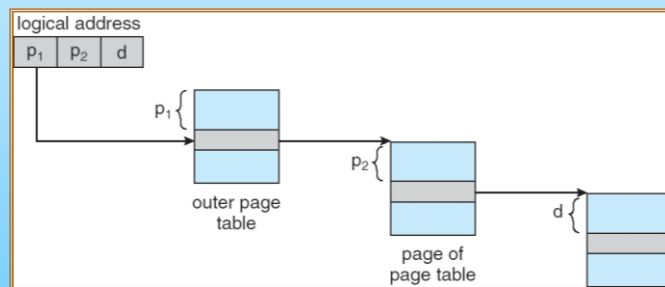 logical address
p₁ p₂ d
p₁ {
outer page
table
p₂ {
page of
page table
d {